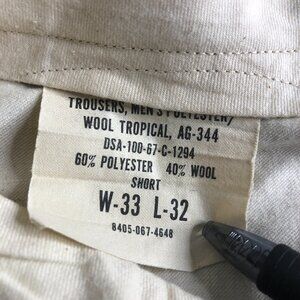 TROUSERS, MEN'S POLYESTER/
WOOL TROPICAL, AG-344
DSA-100-67-C-1294
60% POLYESTER 40% WOOL
SHORT
W-33 L-32
8405-067-4648